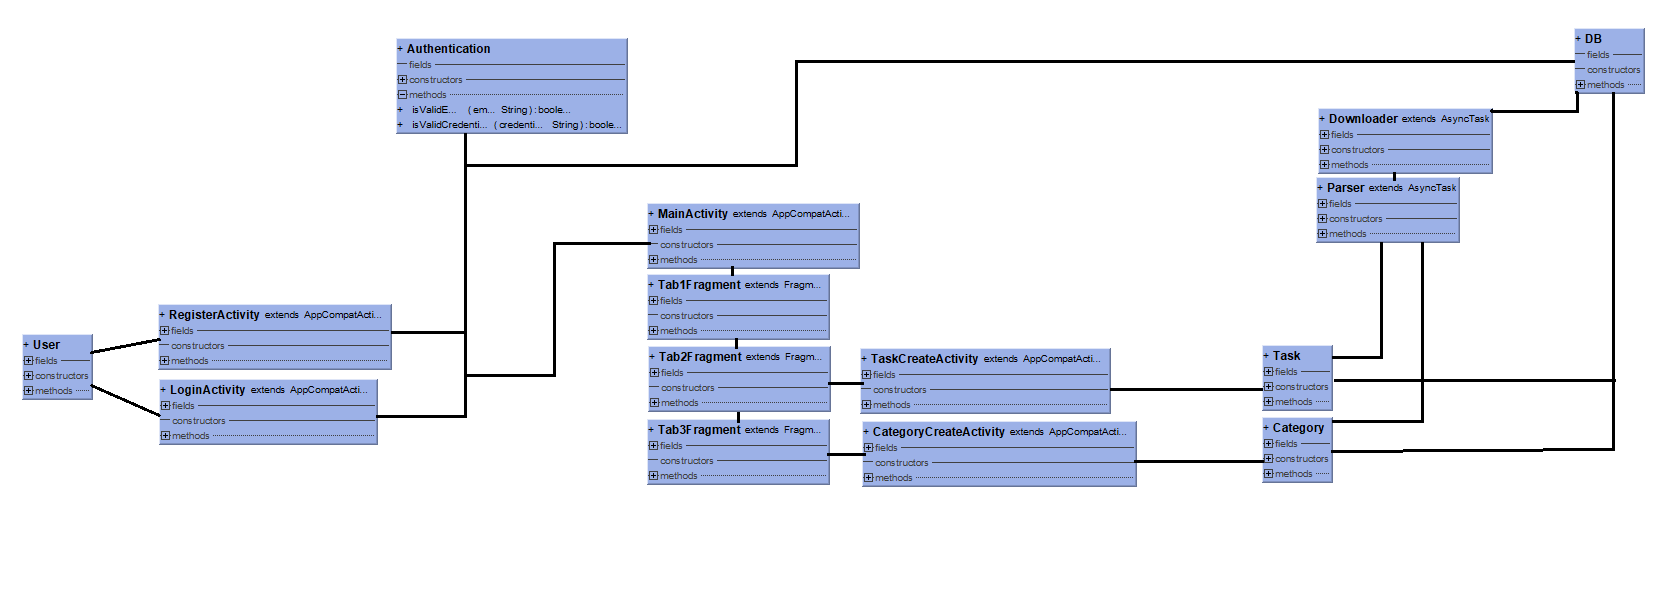 + Authentication
fields
constructors
methods
+ isValidE... (em... String):boole...
+ isValidCredenti... (credenti... String):boole...
+ DB
fields
constructors
methods
+ Downloader extends AsyncTask
fields
constructors
methods
+ Parser extends AsyncTask
fields
constructors
methods
+ MainActivity extends AppCompatActi...
fields
constructors
methods
+ Tab1Fragment extends Fragm...
fields
constructors
methods
+ RegisterActivity extends AppCompatActi...
fields
constructors
methods
+ User
fields
constructors
methods
+ LoginActivity extends AppCompatActi...
fields
constructors
methods
+ Tab2Fragment extends Fragm...
fields
constructors
methods
+ TaskCreateActivity extends AppCompatActi...
fields
constructors
methods
+ Task
fields
constructors
methods
+ Tab3Fragment extends Fragm...
fields
constructors
methods
+ CategoryCreateActivity extends AppCompatActi...
fields
constructors
methods
+ Category
fields
constructors
methods